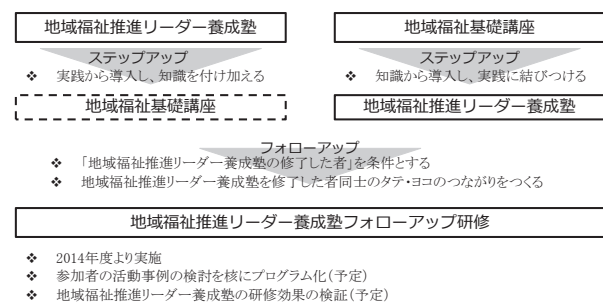 地域福祉推進リーダー養成塾
ステップアップ
❖ 実践から導入し、知識を付け加える
地域福祉基礎講座
地域福祉基礎講座
ステップアップ
❖ 知識から導入し、実践に結びつける
地域福祉推進リーダー養成塾
フォローアップ
❖ 「地域福祉推進リーダー養成塾の修了した者」を条件とする
❖ 地域福祉推進リーダー養成塾を修了した者同士のタテ・ヨコのつながりをつくる
地域福祉推進リーダー養成塾フォローアップ研修
❖ 2014年度より実施
❖ 参加者の活動事例の検討を核にプログラム化(予定)
❖ 地域福祉推進リーダー養成塾の研修効果の検証(予定)